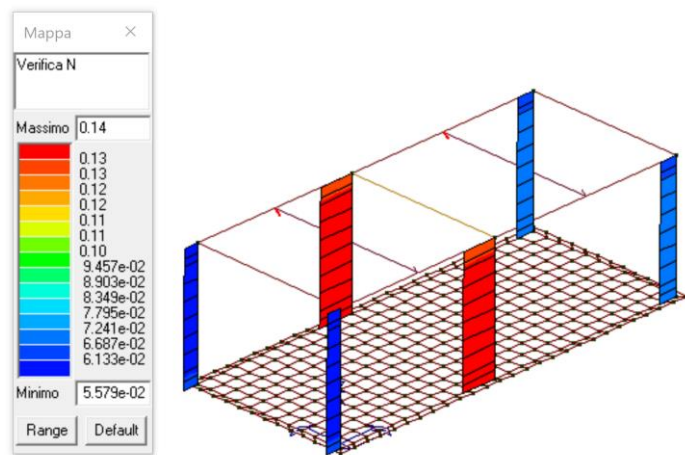 Mappa
Verifica N
Massimo 0.14
0.13
0.13
0.12
0.12
0.11
0.11
0.10
9.457e-02
8.903e-02
8.349e-02
7.795e-02
7.241e-02
6.687e-02
6.133e-02
Minimo 5.579e-02
Range Default